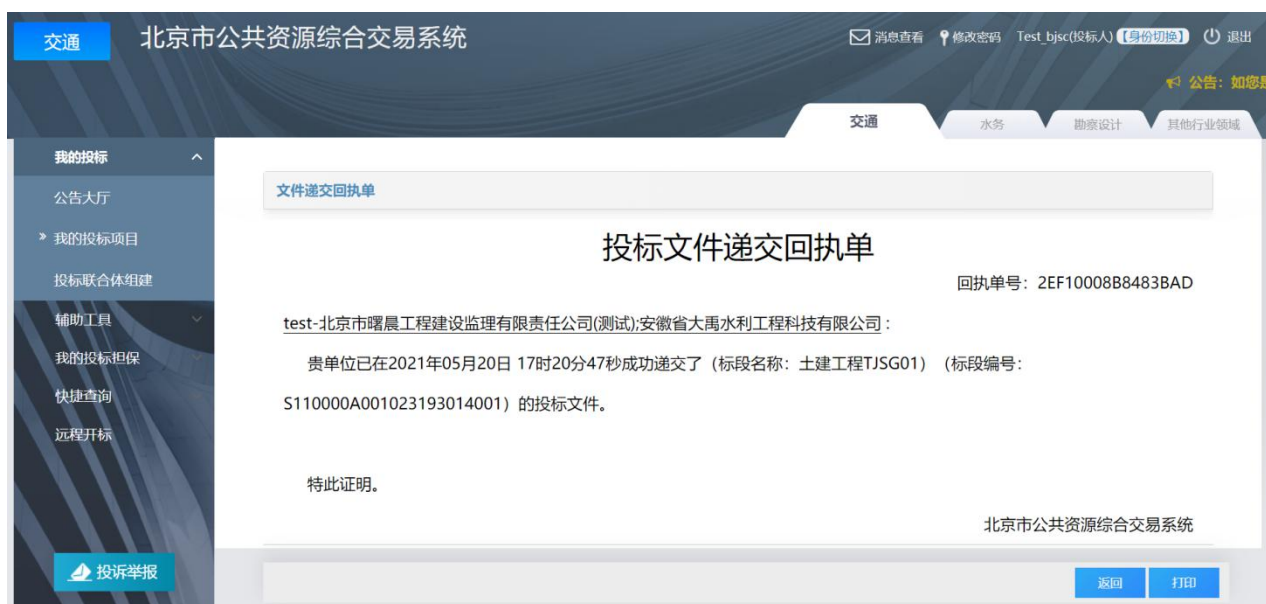 交通
北京市公共资源综合交易系统
消息查看 修改密码 Test_bjsc(投标人)【身份切换】 退出
公告：如您是
交通 水务 勘察设计 其他行业领域
我的投标
公告大厅
我的投标项目
投标联合体组建
辅助工具
我的投标担保
快捷查询
远程开标
投诉举报
文件递交回执单
投标文件递交回执单
回执单号：2EF10008B8483BAD
test-北京市曙晨工程建设监理有限责任公司(测试);安徽省大禹水利工程科技有限公司：
贵单位已在2021年05月20日 17时20分47秒成功递交了（标段名称：土建工程TJSG01）（标段编号：
S110000A001023193014001）的投标文件。
特此证明。
北京市公共资源综合交易系统
返回 打印